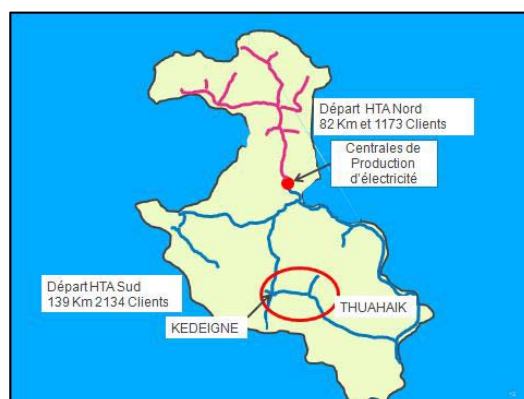 Départ HTA Nord
82 Km et 1173 Clients
Centrales de
Production
d'électricité
Départ HTA Sud
139 Km 2134 Clients
THUAHAIK
KEDEIGNE